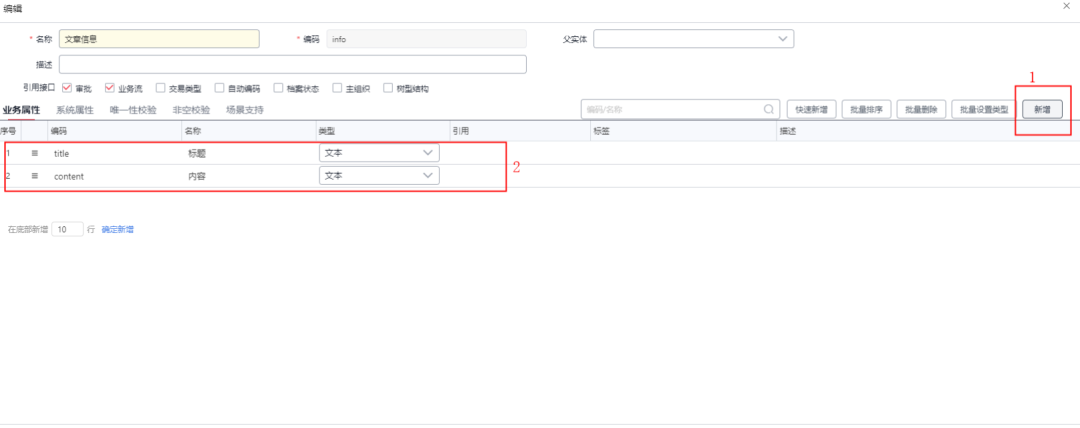 编辑
* 名称 文章信息 * 编码 info 父实体
描述
引用接口 审批 业务流 交易类型 自动编码 档案状态 主组织 树型结构
1
业务属性 系统属性 唯一性校验 非空校验 场景支持 编码/名称 快速新增 批量排序 批量删除 批量设置类型 新增
序号 编码 名称 类型 引用 标签 描述
1 title 标题 文本
2
2 content 内容 文本
在底部新增 10 行 确定新增